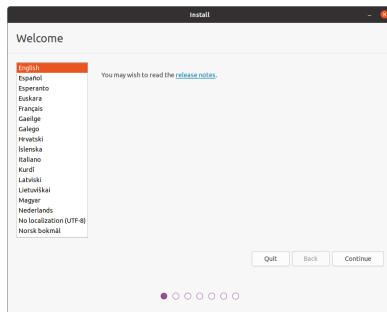 Install
Welcome
English
Español
Esperanto
Euskara
Français
Gaeilge
Galego
Hrvatski
Íslenska
Italiano
Kurdî
Latviski
Lietuviškai
Magyar
Nederlands
No localization (UTF-8)
Norsk bokmål
You may wish to read the release notes.
Quit
Back
Continue